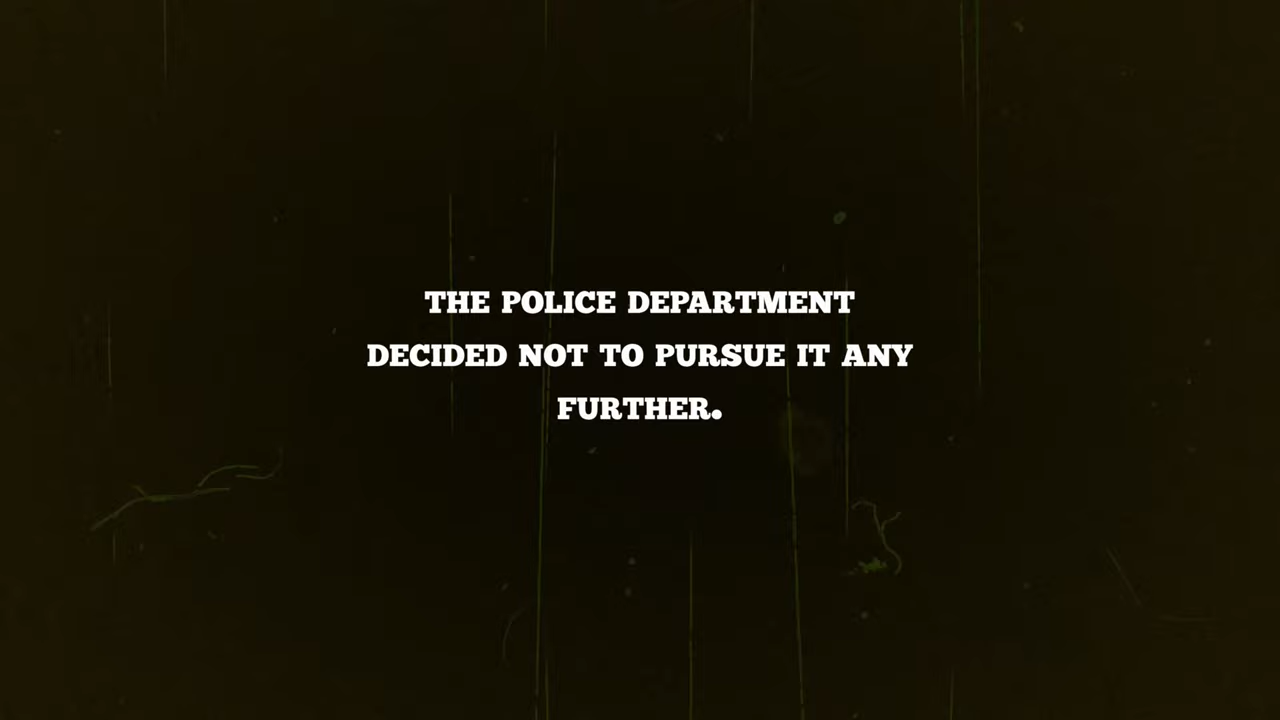 THE POLICE DEPARTMENT
DECIDED NOT TO PURSUE IT ANY
FURTHER.